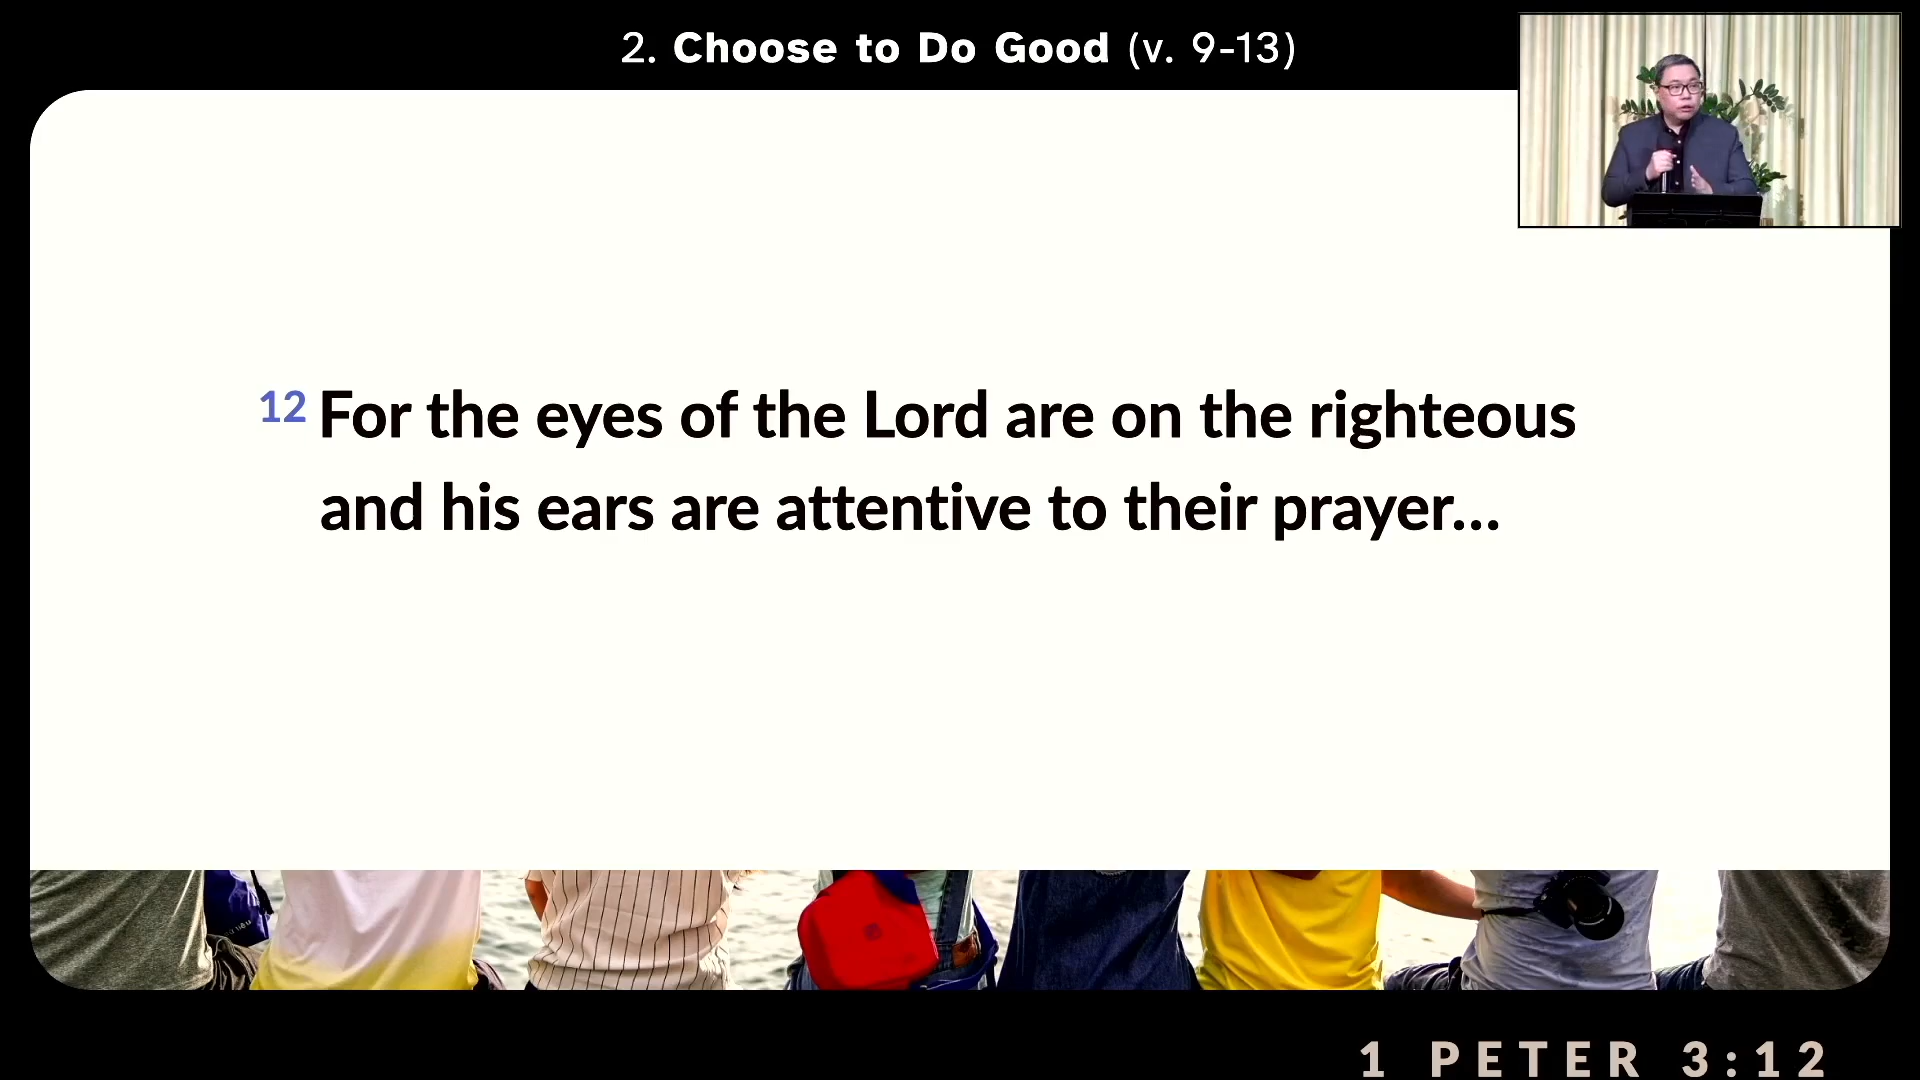 2. Choose to Do Good (v. 9-13)
12 For the eyes of the Lord are on the righteous
and his ears are attentive to their prayer...
1 PETER 3:12